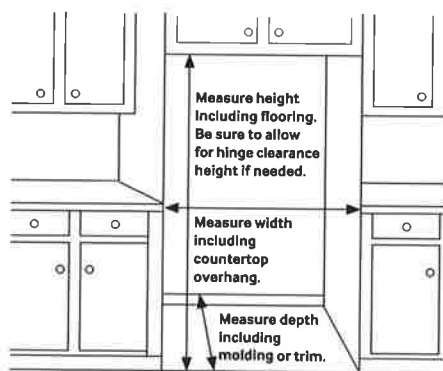 Measure height
including flooring.
Be sure to allow
for hinge clearance
height if needed.
Measure width
including
countertop
overhang.
Measure depth
including
molding or trim.